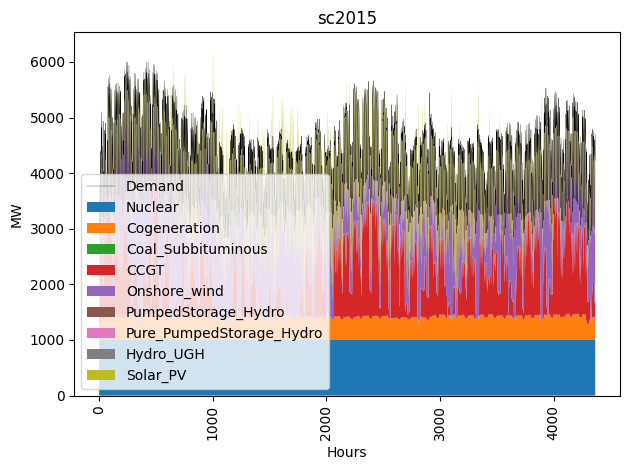 sc2015
6000
5000
4000
3000
2000
1000
0
MW
Demand
Nuclear
Cogeneration
Coal_Subbituminous
CCGT
Onshore_wind
PumpedStorage_Hydro
Pure_PumpedStorage_Hydro
Hydro_UGH
Solar_PV
0
1000
2000
3000
4000
Hours